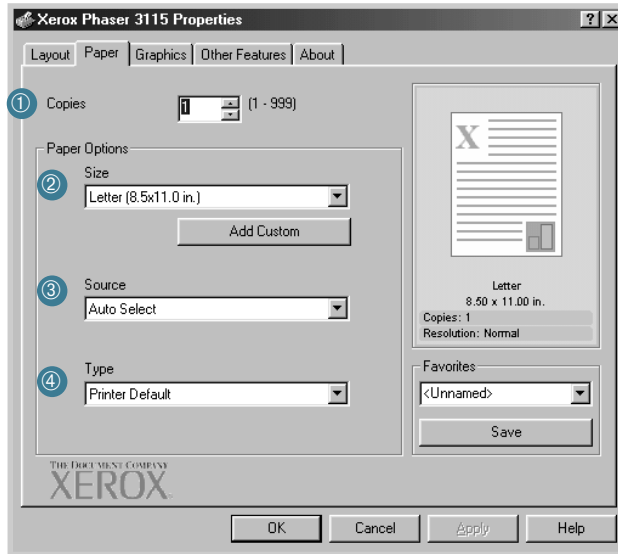 Xerox Phaser 3115 Properties
Layout Paper Graphics Other Features About
① Copies 1 (1 - 999)
Paper Options
② Size
Letter (8.5x11.0 in.)
Add Custom
③ Source
Auto Select
④ Type
Printer Default
X
Letter
8.50 x 11.00 in.
Copies: 1
Resolution: Normal
Favorites
<Unnamed>
Save
THE DOCUMENT COMPANY
XEROX
OK Cancel Apply Help